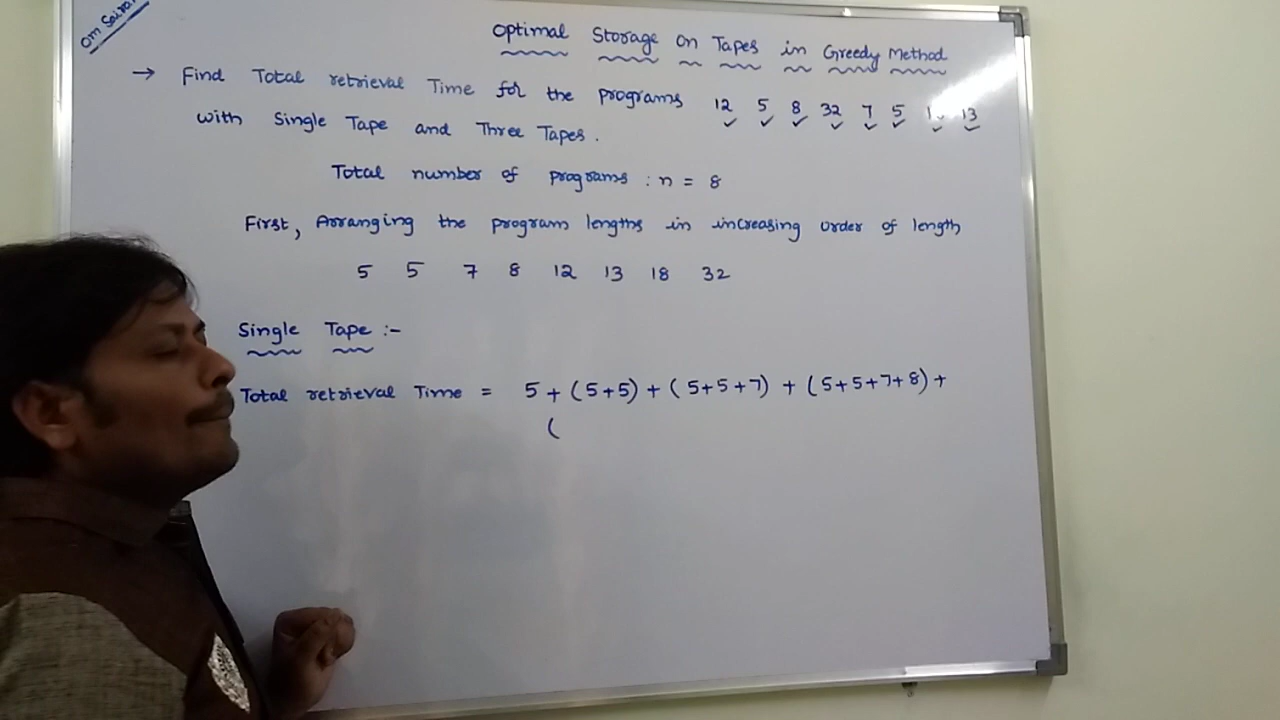 Om Sairam
Optimal Storage on Tapes in Greedy Method
→ Find Total retrieval Time for the programs 12 5 8 32 7 5 1 13
with Single Tape and Three Tapes.
Total number of programs : n = 8
First, Arranging the program lengths in increasing order of length
5 5 7 8 12 13 18 32
Single Tape :-
Total retrieval Time = 5 + (5+5) + (5+5+7) + (5+5+7+8) +
(